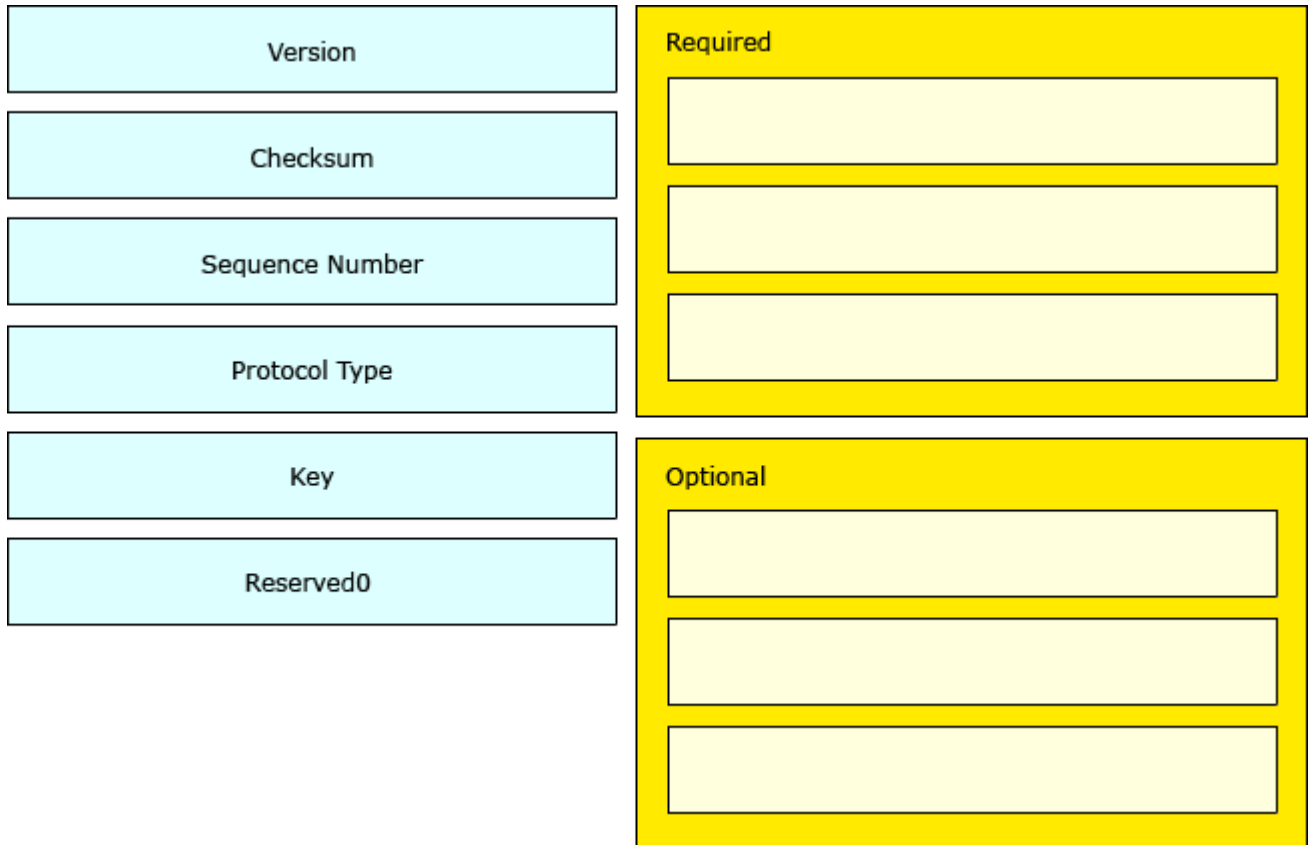 Version
Checksum
Sequence Number
Protocol Type
Key
Reserved0
Required
Optional